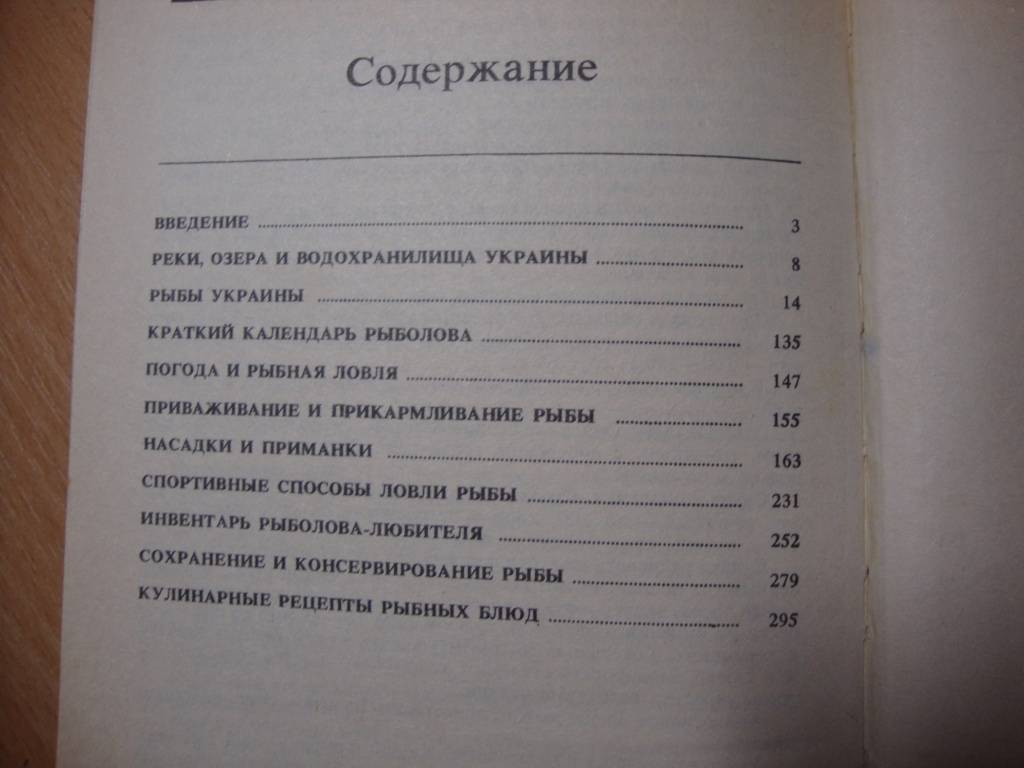 Содержание
ВВЕДЕНИЕ ........ 3
РЕКИ, ОЗЕРА И ВОДОХРАНИЛИЩА УКРАИНЫ ........ 8
РЫБЫ УКРАИНЫ ........ 14
КРАТКИЙ КАЛЕНДАРЬ РЫБОЛОВА ........ 135
ПОГОДА И РЫБНАЯ ЛОВЛЯ ........ 147
ПРИВАЖИВАНИЕ И ПРИКАРМЛИВАНИЕ РЫБЫ ........ 155
НАСАДКИ И ПРИМАНКИ ........ 163
СПОРТИВНЫЕ СПОСОБЫ ЛОВЛИ РЫБЫ ........ 231
ИНВЕНТАРЬ РЫБОЛОВА-ЛЮБИТЕЛЯ ........ 252
СОХРАНЕНИЕ И КОНСЕРВИРОВАНИЕ РЫБЫ ........ 279
КУЛИНАРНЫЕ РЕЦЕПТЫ РЫБНЫХ БЛЮД ........ 295